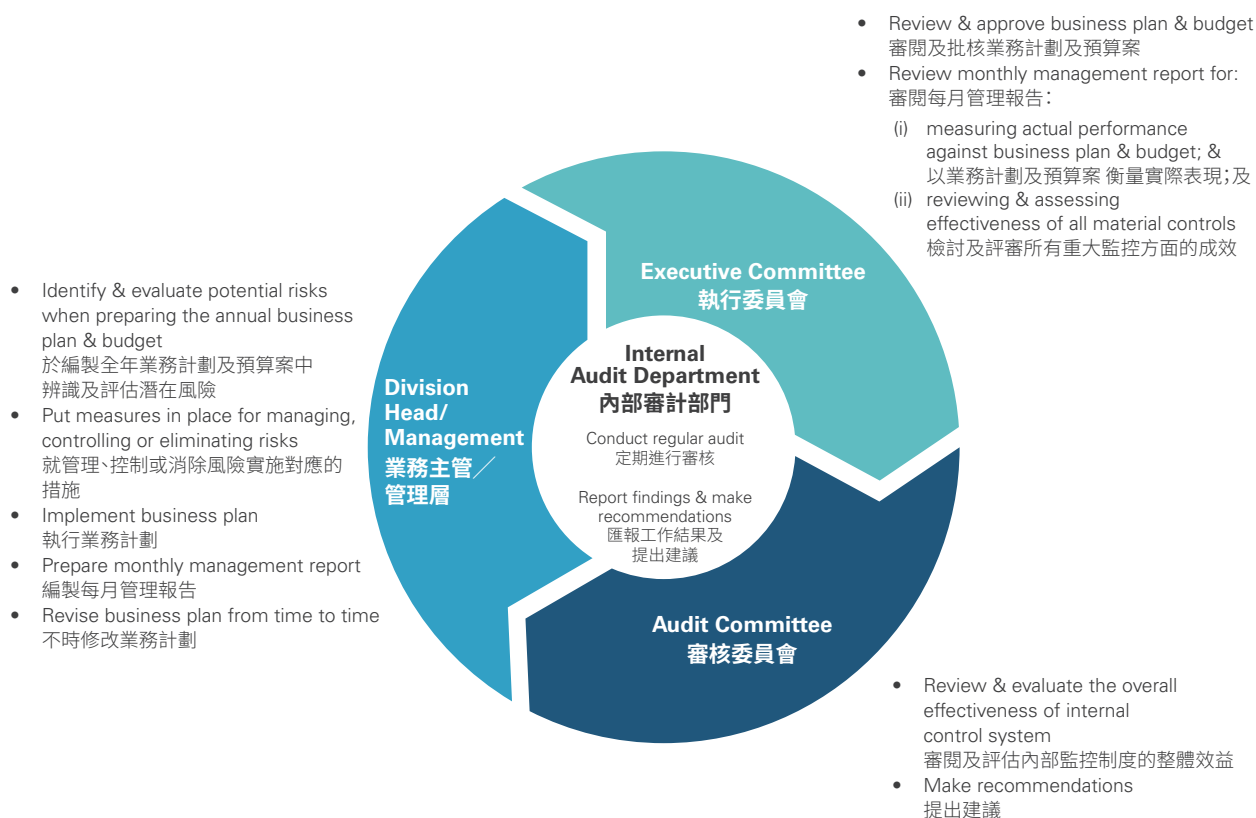 • Review & approve business plan & budget
審閱及批核業務計劃及預算案
• Review monthly management report for:
審閱每月管理報告：
(i) measuring actual performance
against business plan & budget; &
以業務計劃及預算案 衡量實際表現；及
(ii) reviewing & assessing
effectiveness of all material controls
檢討及評審所有重大監控方面的成效
Executive Committee
執行委員會
• Identify & evaluate potential risks
when preparing the annual business
plan & budget
於編製全年業務計劃及預算案中
辨識及評估潛在風險
• Put measures in place for managing,
controlling or eliminating risks
就管理、控制或消除風險實施對應的
措施
• Implement business plan
執行業務計劃
• Prepare monthly management report
編製每月管理報告
• Revise business plan from time to time
不時修改業務計劃
Division
Head/
Management
業務主管／
管理層
Internal
Audit Department
內部審計部門
Conduct regular audit
定期進行審核
Report findings & make
recommendations
匯報工作結果及
提出建議
Audit Committee
審核委員會
• Review & evaluate the overall
effectiveness of internal
control system
審閱及評估內部監控制度的整體效益
• Make recommendations
提出建議